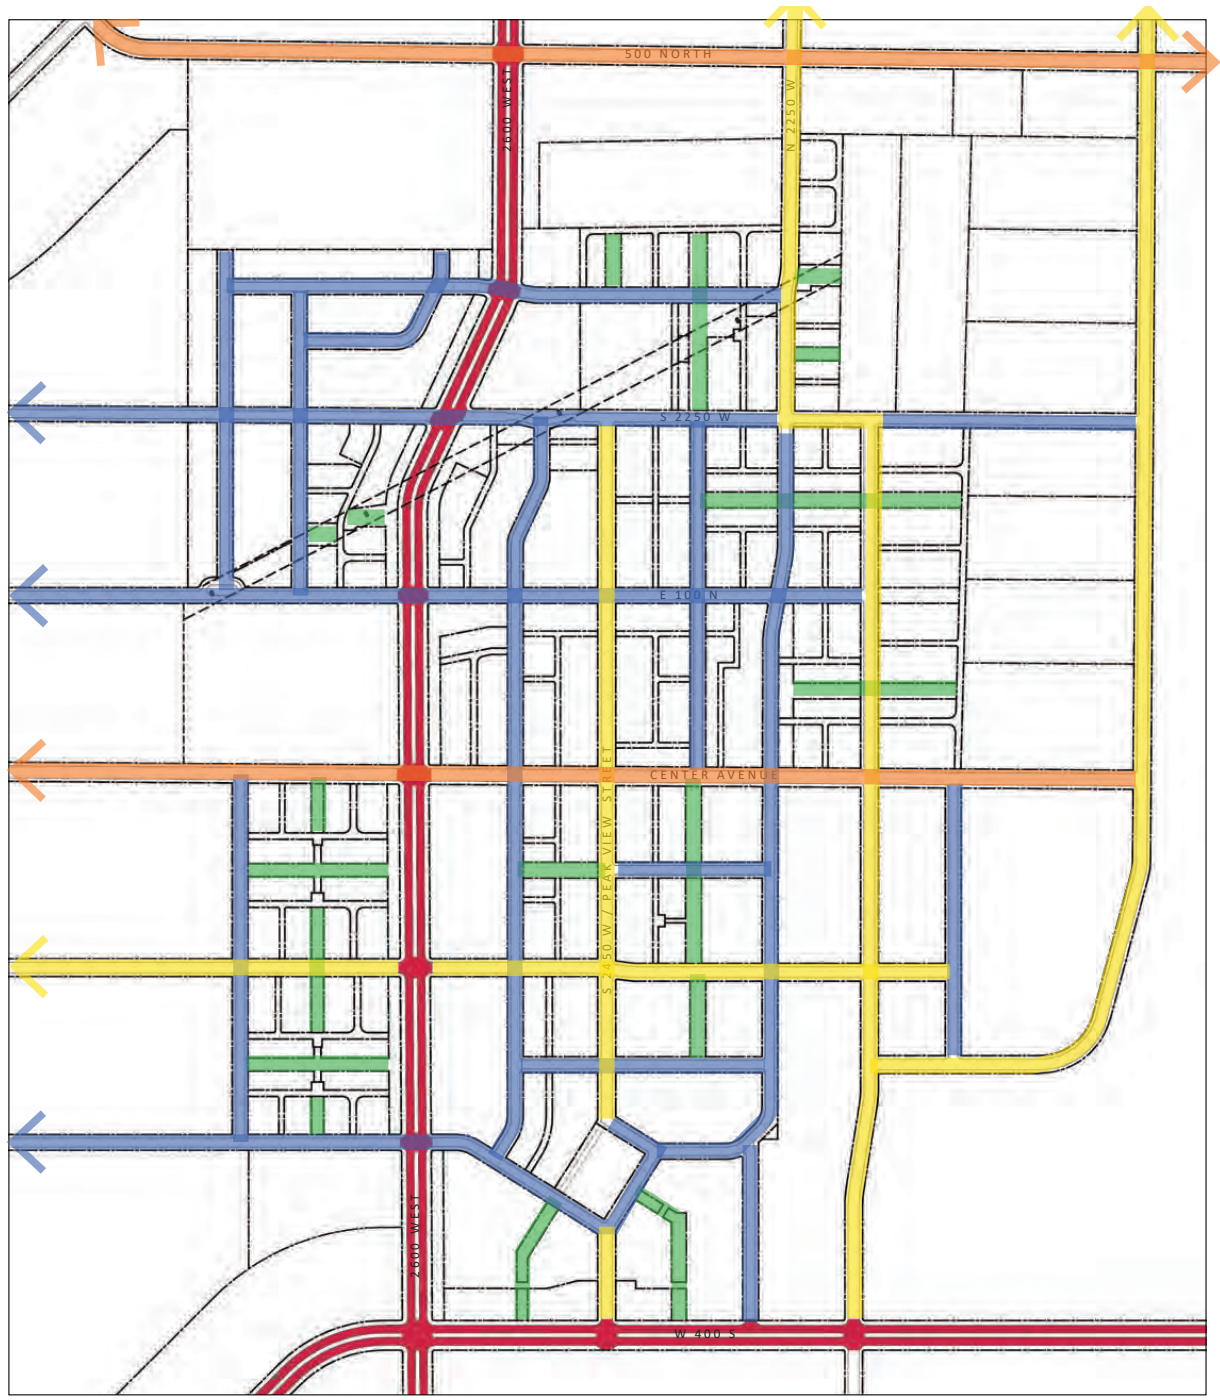 500 NORTH
2600 WEST
N 2250 W
S 2250 W
E 100 N
CENTER AVENUE
S 2450 W / PEAK VIEW STREET
2600 WEST
W 400 S